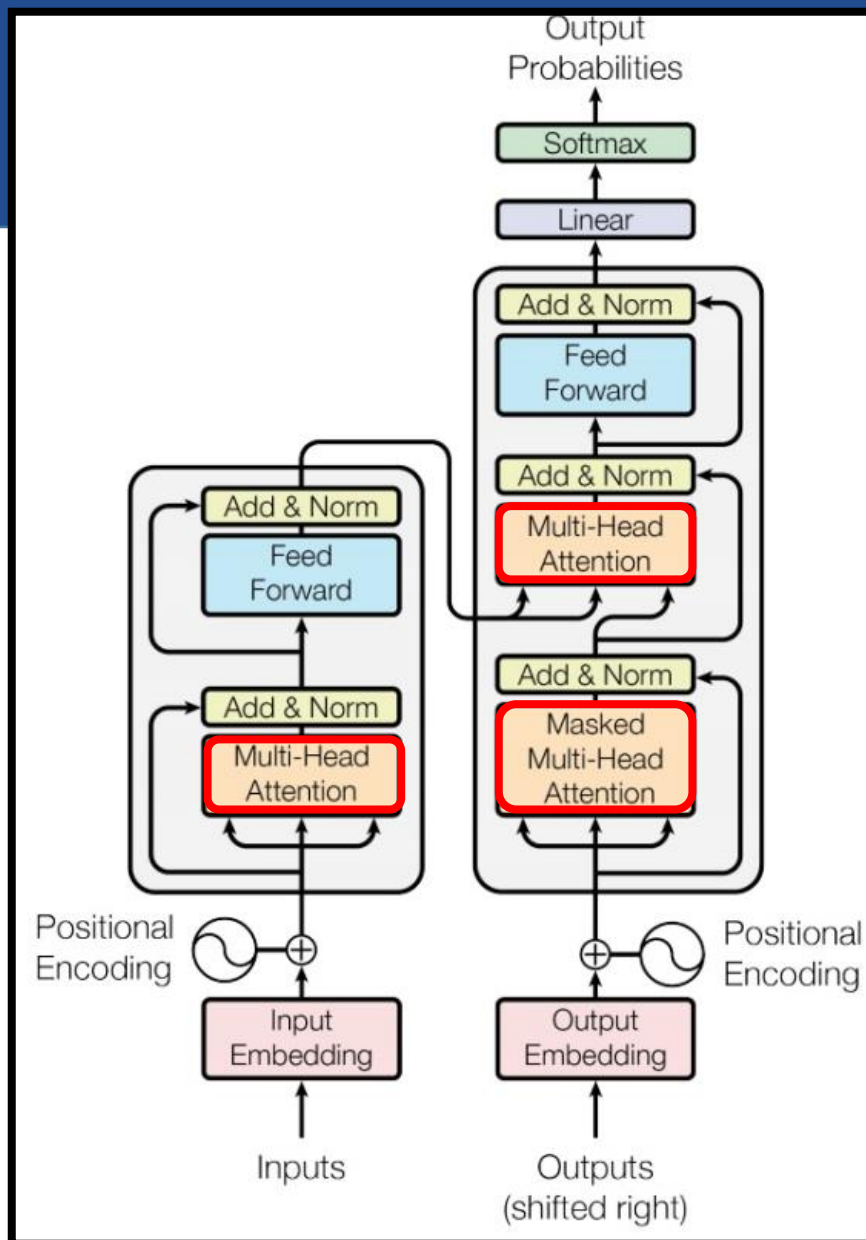 Output
Probabilities
Softmax
Linear
Add & Norm
Feed
Forward
Add & Norm
Multi-Head
Attention
Add & Norm
Masked
Multi-Head
Attention
Add & Norm
Feed
Forward
Add & Norm
Multi-Head
Attention
Positional
Encoding
Positional
Encoding
Input
Embedding
Output
Embedding
Inputs
Outputs
(shifted right)